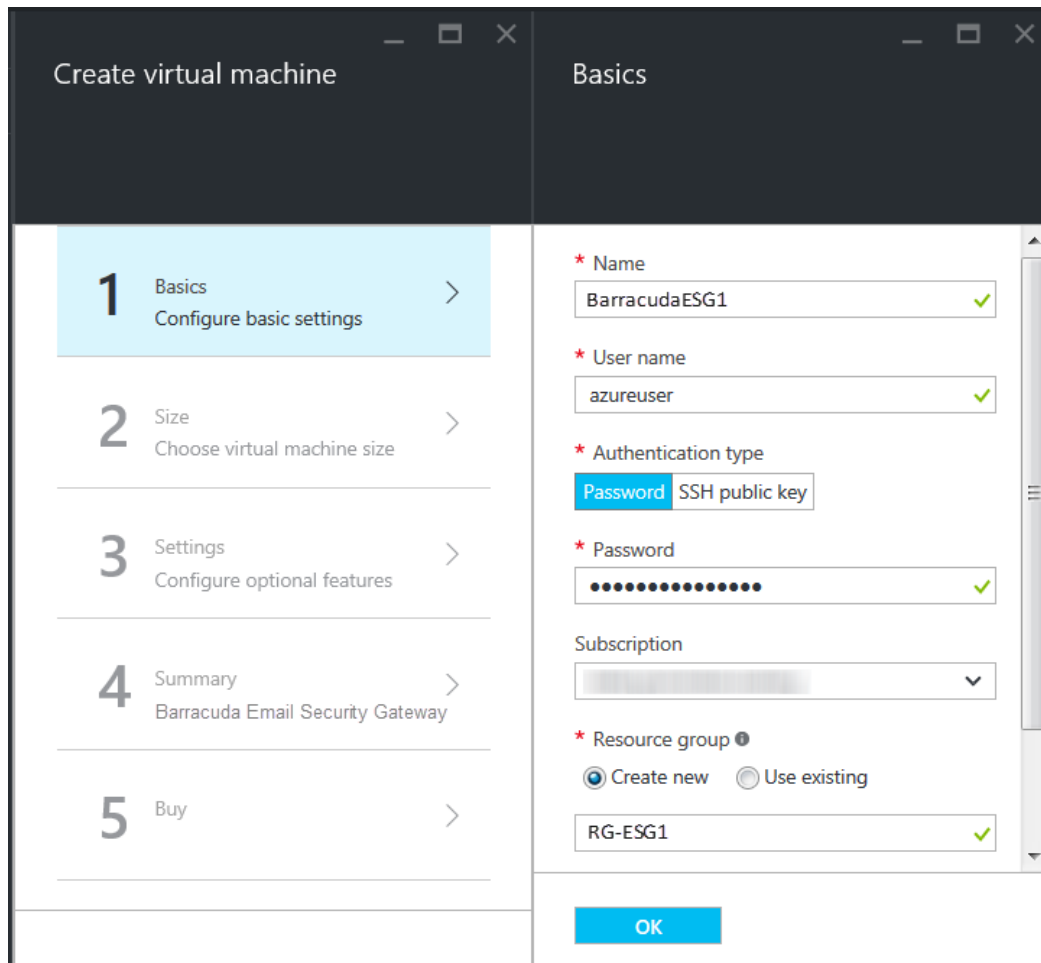 Create virtual machine
1
Basics
Configure basic settings
2
Size
Choose virtual machine size
3
Settings
Configure optional features
4
Summary
Barracuda Email Security Gateway
5
Buy
Basics
* Name
BarracudaESG1
* User name
azureuser
* Authentication type
Password SSH public key
* Password
•••••••••••••••
Subscription
* Resource group
Create new Use existing
RG-ESG1
OK